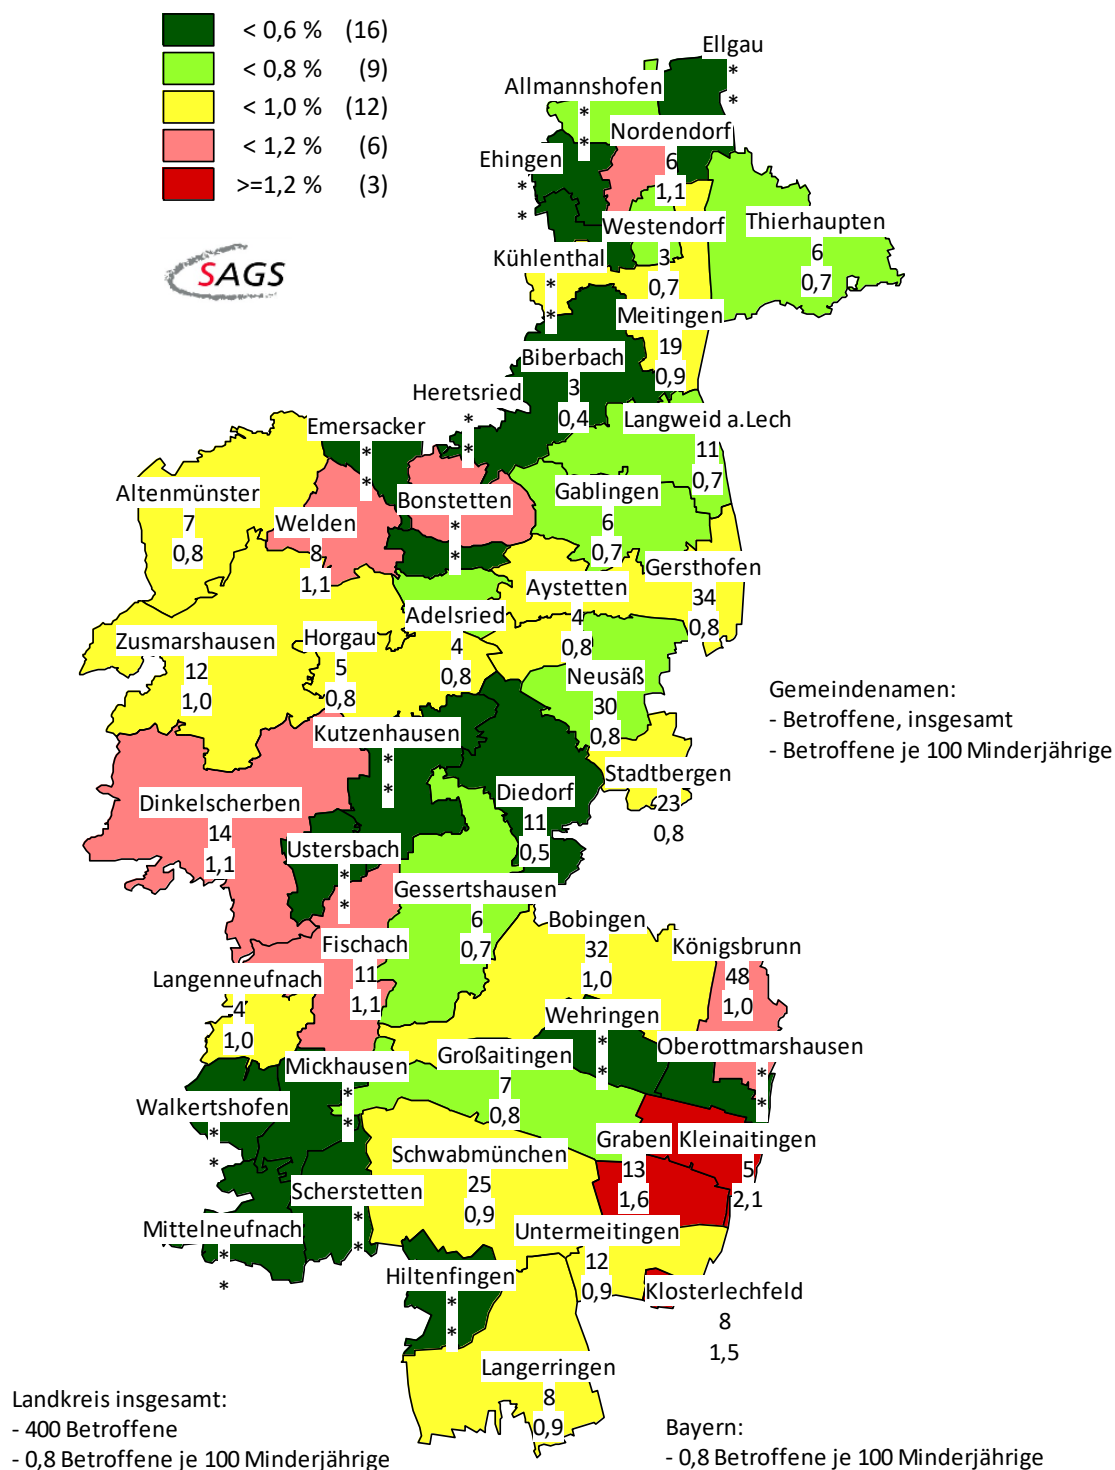 < 0,6 % (16)
< 0,8 % (9)
< 1,0 % (12)
< 1,2 % (6)
>=1,2 % (3)
SAGS
Ellgau
*
*
Allmannshofen
*
*
Nordendorf
6
1,1
Ehingen
*
*
Westendorf
3
0,7
Thierhaupten
6
0,7
Kühlenthal
*
*
Meitingen
19
0,9
Biberbach
3
0,4
Heretsried
*
*
Langweid a.Lech
11
0,7
Emersacker
*
*
Altenmünster
7
0,8
Welden
8
1,1
Bonstetten
*
*
Gablingen
6
0,7
Gersthofen
34
0,8
Aystetten
4
0,8
Adelsried
4
0,8
Horgau
5
0,8
Zusmarshausen
12
1,0
Neusäß
30
0,8
Gemeindenamen:
- Betroffene, insgesamt
- Betroffene je 100 Minderjährige
Kutzenhausen
*
*
Stadtbergen
23
0,8
Dinkelscherben
14
1,1
Diedorf
11
0,5
Ustersbach
*
*
Gessertshausen
6
0,7
Bobingen
32
1,0
Fischach
11
1,1
Königsbrunn
48
1,0
Langenneufnach
4
1,0
Wehringen
*
*
Oberottmarshausen
*
*
Großaitingen
7
0,8
Mickhausen
*
*
Walkertshofen
*
*
Graben
13
1,6
Kleinaitingen
5
2,1
Schwabmünchen
25
0,9
Scherstetten
*
*
Mittelneufnach
*
*
Untermeitingen
12
0,9
Hiltenfingen
*
*
Klosterlechfeld
8
1,5
Langerringen
8
0,9
Landkreis insgesamt:
- 400 Betroffene
- 0,8 Betroffene je 100 Minderjährige
Bayern:
- 0,8 Betroffene je 100 Minderjährige